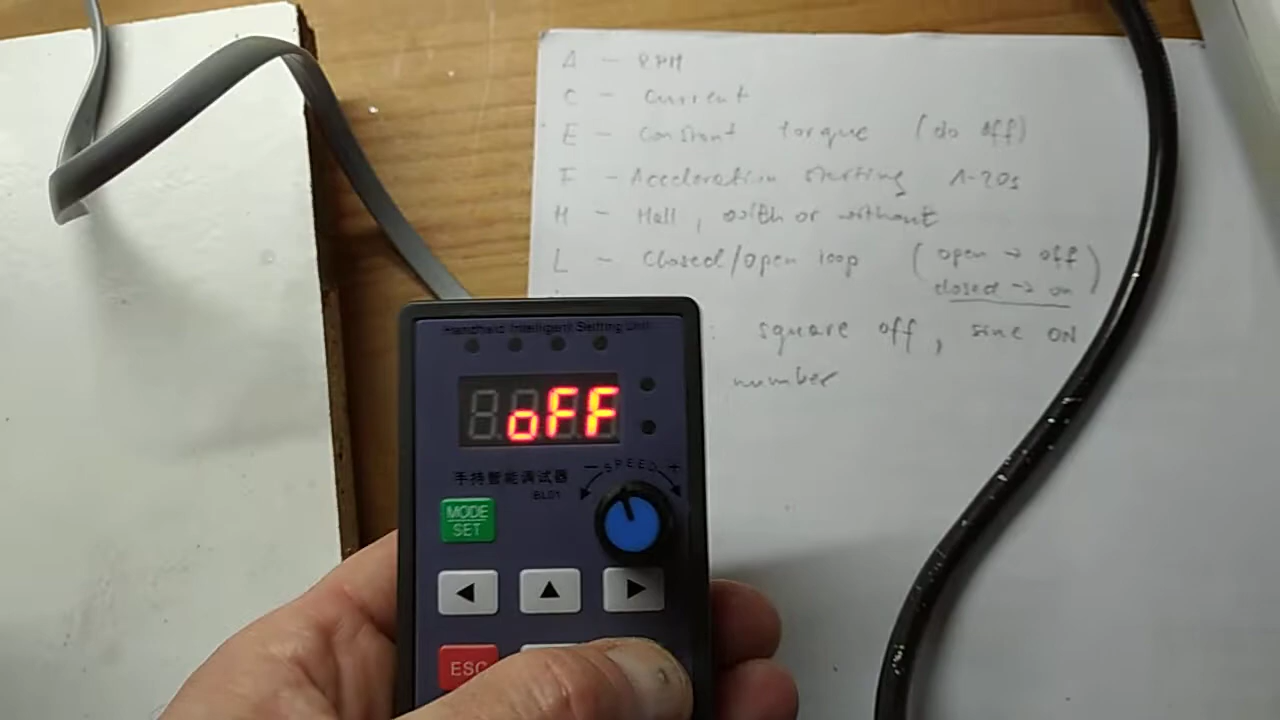 A - RPM
C - Current
E - Constant torque (do off)
F - Acceleration starting 1-20s
H - Hall, with or without
L - Closed/open loop (open → off)
closed → on
: square off, sine ON
number
Handheld Intelligent Setting Unit
oFF
手持智能调试器
BL01
- SPEED +
MODE
SET
ESC